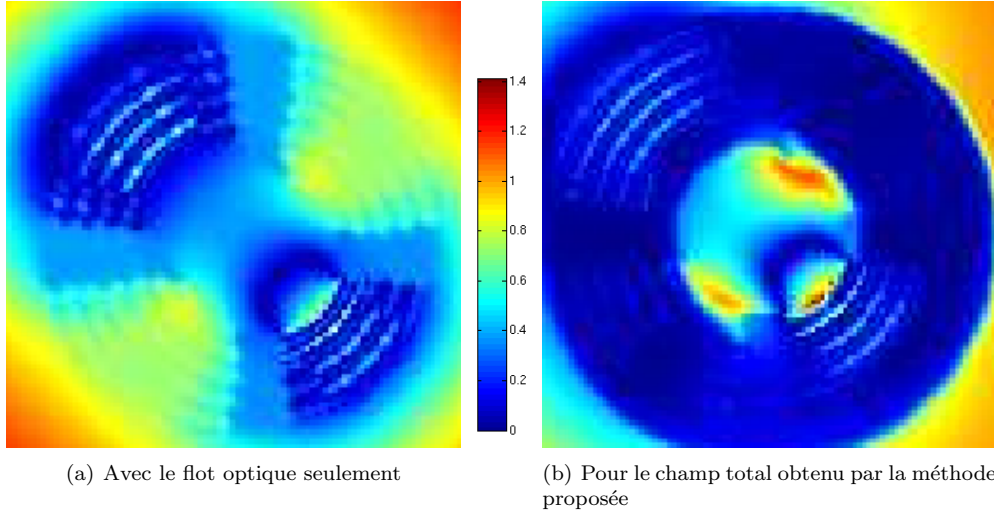 1.4
1.2
1
0.8
0.6
0.4
0.2
0
(a) Avec le flot optique seulement
(b) Pour le champ total obtenu par la méthode
proposée